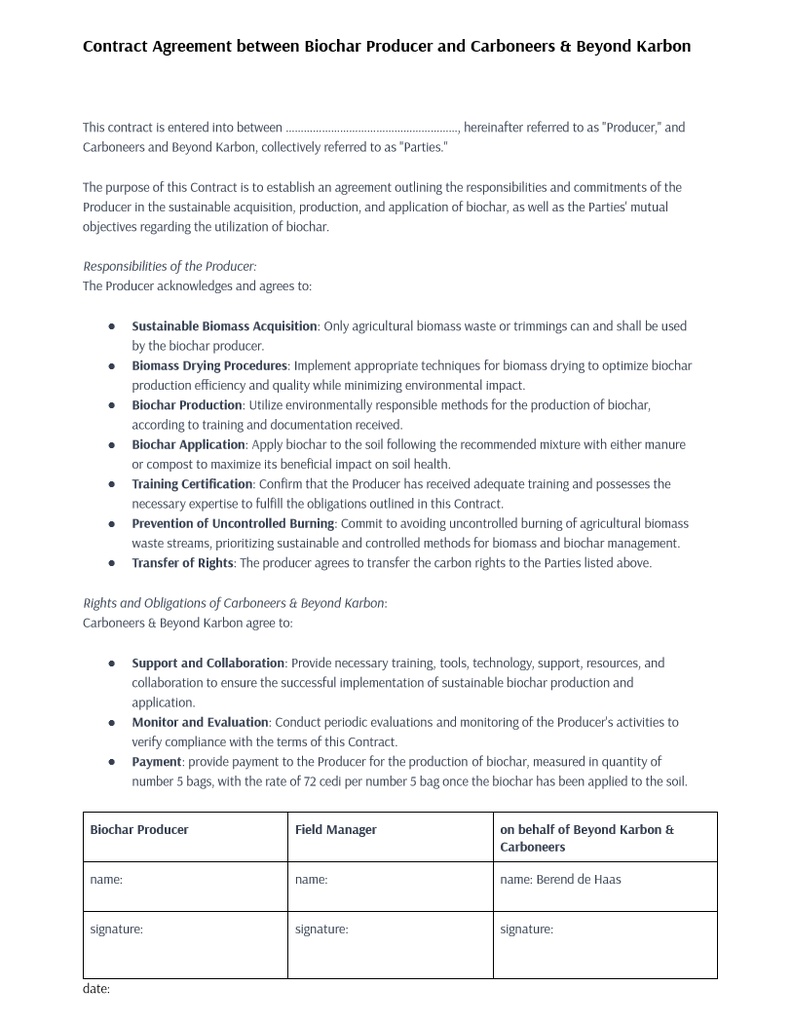 Contract Agreement between Biochar Producer and Carboneers & Beyond Karbon
This contract is entered into between ........................................................., hereinafter referred to as "Producer," and
Carboneers and Beyond Karbon, collectively referred to as "Parties."
The purpose of this Contract is to establish an agreement outlining the responsibilities and commitments of the
Producer in the sustainable acquisition, production, and application of biochar, as well as the Parties' mutual
objectives regarding the utilization of biochar.
Responsibilities of the Producer:
The Producer acknowledges and agrees to:
● Sustainable Biomass Acquisition: Only agricultural biomass waste or trimmings can and shall be used
by the biochar producer.
● Biomass Drying Procedures: Implement appropriate techniques for biomass drying to optimize biochar
production efficiency and quality while minimizing environmental impact.
● Biochar Production: Utilize environmentally responsible methods for the production of biochar,
according to training and documentation received.
● Biochar Application: Apply biochar to the soil following the recommended mixture with either manure
or compost to maximize its beneficial impact on soil health.
● Training Certification: Confirm that the Producer has received adequate training and possesses the
necessary expertise to fulfill the obligations outlined in this Contract.
● Prevention of Uncontrolled Burning: Commit to avoiding uncontrolled burning of agricultural biomass
waste streams, prioritizing sustainable and controlled methods for biomass and biochar management.
● Transfer of Rights: The producer agrees to transfer the carbon rights to the Parties listed above.
Rights and Obligations of Carboneers & Beyond Karbon:
Carboneers & Beyond Karbon agree to:
● Support and Collaboration: Provide necessary training, tools, technology, support, resources, and
collaboration to ensure the successful implementation of sustainable biochar production and
application.
● Monitor and Evaluation: Conduct periodic evaluations and monitoring of the Producer's activities to
verify compliance with the terms of this Contract.
● Payment: provide payment to the Producer for the production of biochar, measured in quantity of
number 5 bags, with the rate of 72 cedi per number 5 bag once the biochar has been applied to the soil.
Biochar Producer
Field Manager
on behalf of Beyond Karbon &
Carboneers
name:
name:
name: Berend de Haas
signature:
signature:
signature:
date: